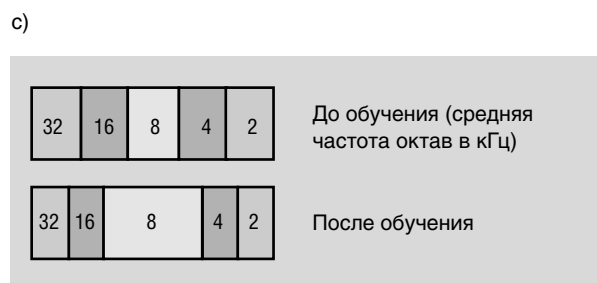 c)
32 16 8 4 2
До обучения (средняя
частота октав в кГц)
32 16 8 4 2
После обучения